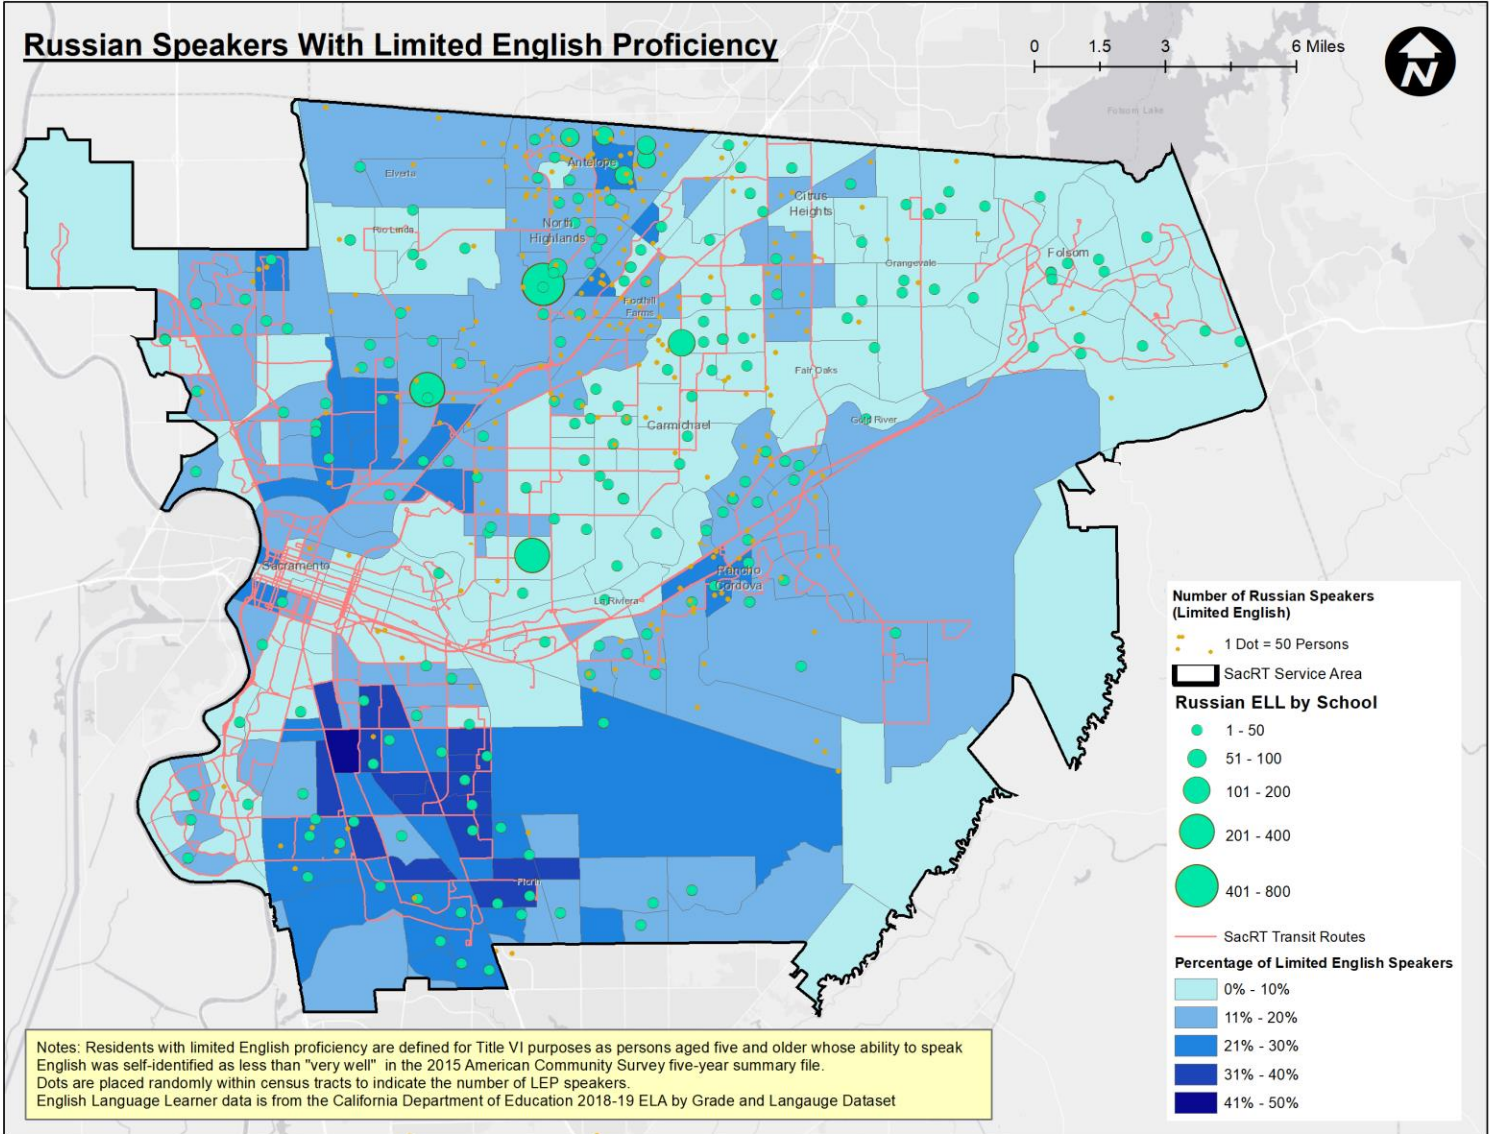 Russian Speakers With Limited English Proficiency
0 1.5 3 6 Miles
N
Folsom Lake
Antelope
Elverta
Citrus
Heights
North
Highlands
Rio Linda
Folsom
Orangevale
Foothill
Farms
Fair Oaks
Gold River
Carmichael
Sacramento
Rancho
Cordova
La Riviera
Florin
Number of Russian Speakers
(Limited English)
1 Dot = 50 Persons
SacRT Service Area
Russian ELL by School
1 - 50
51 - 100
101 - 200
201 - 400
401 - 800
SacRT Transit Routes
Percentage of Limited English Speakers
0% - 10%
11% - 20%
21% - 30%
31% - 40%
41% - 50%
Notes: Residents with limited English proficiency are defined for Title VI purposes as persons aged five and older whose ability to speak
English was self-identified as less than "very well" in the 2015 American Community Survey five-year summary file.
Dots are placed randomly within census tracts to indicate the number of LEP speakers.
English Language Learner data is from the California Department of Education 2018-19 ELA by Grade and Langauge Dataset